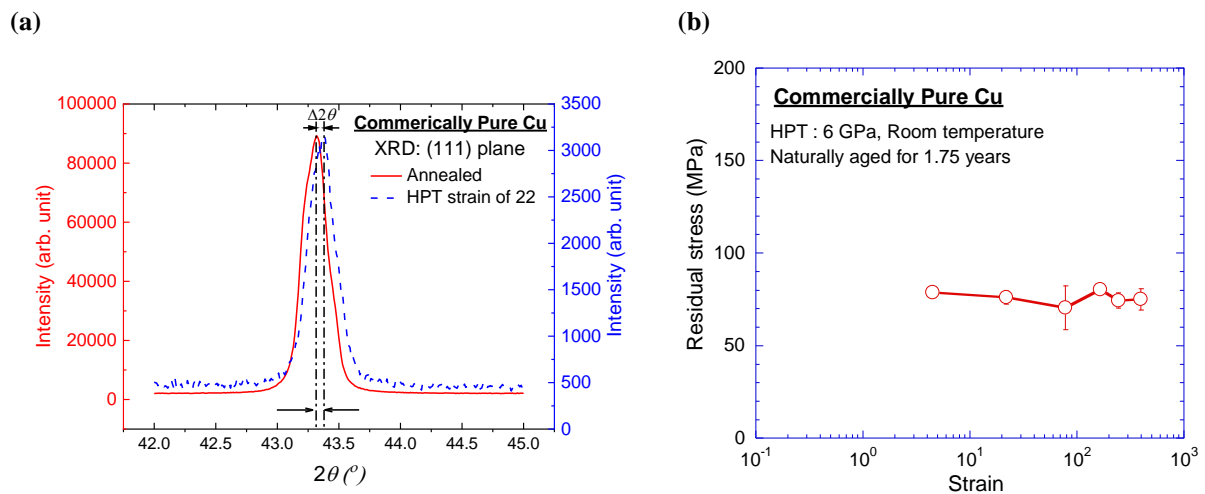 (a)
(b)
Δ2θ
Commerically Pure Cu
XRD: (111) plane
Annealed
HPT strain of 22
100000
80000
60000
40000
20000
0
Intensity (arb. unit)
3500
3000
2500
2000
1500
1000
500
0
Intensity (arb. unit)
42.0 42.5 43.0 43.5 44.0 44.5 45.0
2θ (°)
Commercially Pure Cu
HPT : 6 GPa, Room temperature
Naturally aged for 1.75 years
200
150
100
50
0
Residual stress (MPa)
10-1 100 101 102 103
Strain